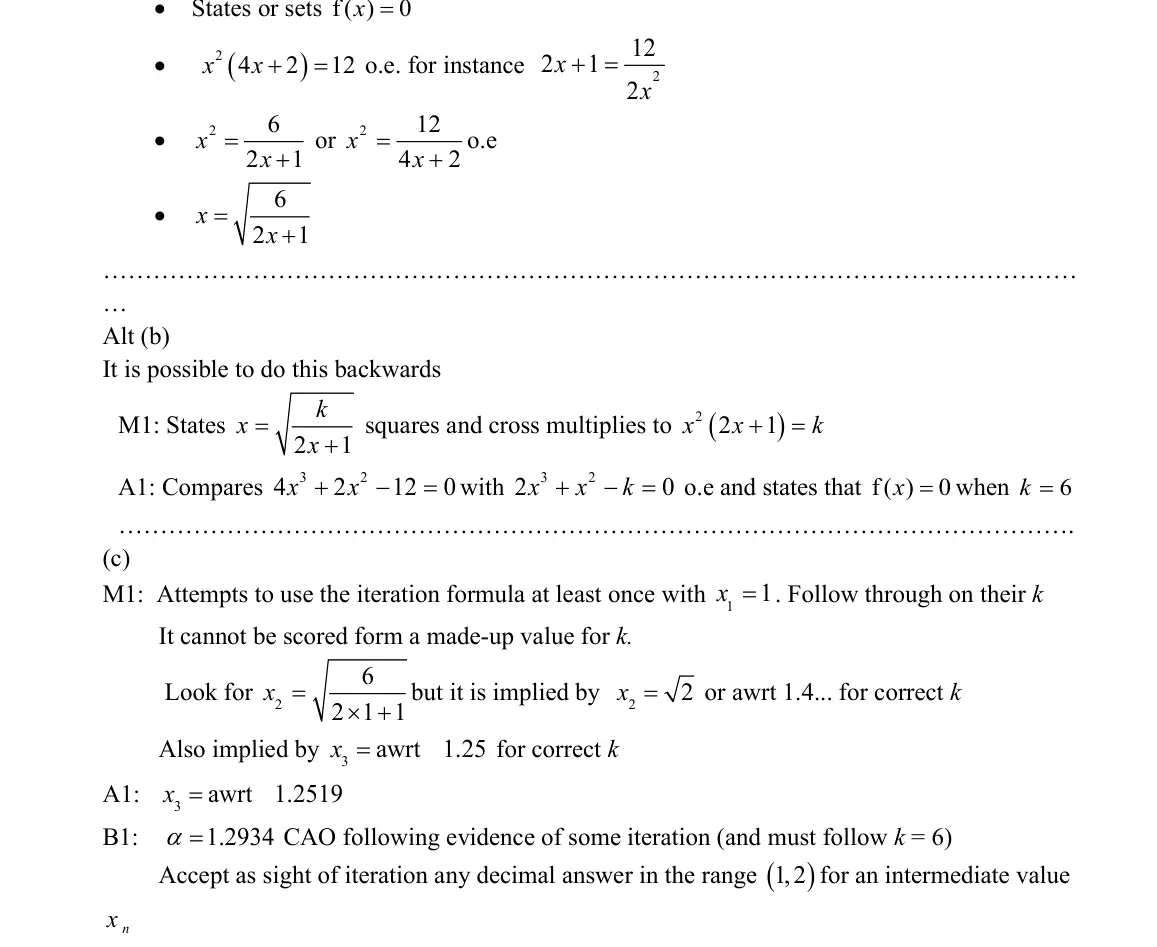 • States or sets f(x) = 0
• x²(4x + 2) = 12 o.e. for instance 2x + 1 = 12/2x²
• x² = 6/(2x + 1) or x² = 12/(4x + 2) o.e
• x = √(6/(2x + 1))
……………………………………………………………………………………………………
…
Alt (b)
It is possible to do this backwards
M1: States x = √(k/(2x + 1)) squares and cross multiplies to x²(2x + 1) = k
A1: Compares 4x³ + 2x² − 12 = 0 with 2x³ + x² − k = 0 o.e and states that f(x) = 0 when k = 6
…………………………………………………………………………………………………….
(c)
M1: Attempts to use the iteration formula at least once with x₁ = 1. Follow through on their k
It cannot be scored form a made-up value for k.
Look for x₂ = √(6/(2×1+1)) but it is implied by x₂ = √2 or awrt 1.4... for correct k
Also implied by x₃ = awrt 1.25 for correct k
A1: x₃ = awrt 1.2519
B1: α = 1.2934 CAO following evidence of some iteration (and must follow k = 6)
Accept as sight of iteration any decimal answer in the range (1, 2) for an intermediate value
xₙ